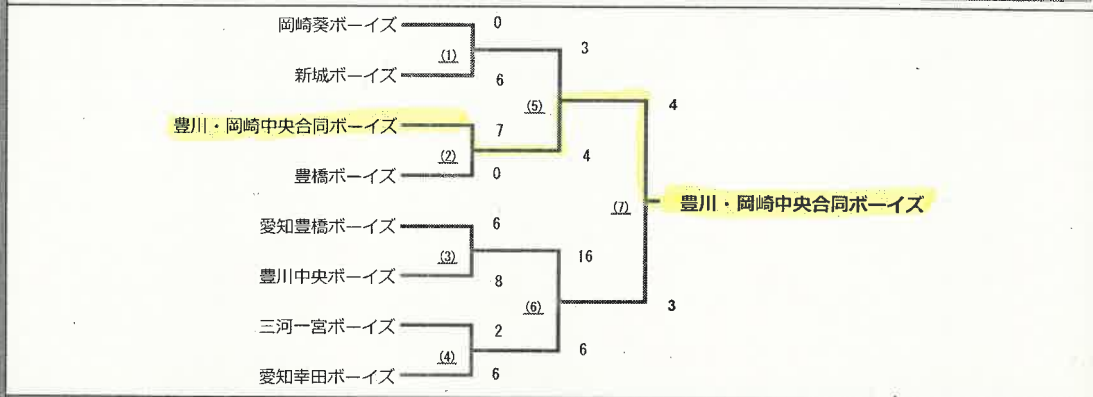 岡崎葵ボーイズ 0
(1) 3
新城ボーイズ 6
(5) 4
豊川・岡崎中央合同ボーイズ 7
(2) 4
豊橋ボーイズ 0
(7) 豊川・岡崎中央合同ボーイズ
愛知豊橋ボーイズ 6
(3) 16
豊川中央ボーイズ 8
(6) 3
三河一宮ボーイズ 2
(4) 6
愛知幸田ボーイズ 6